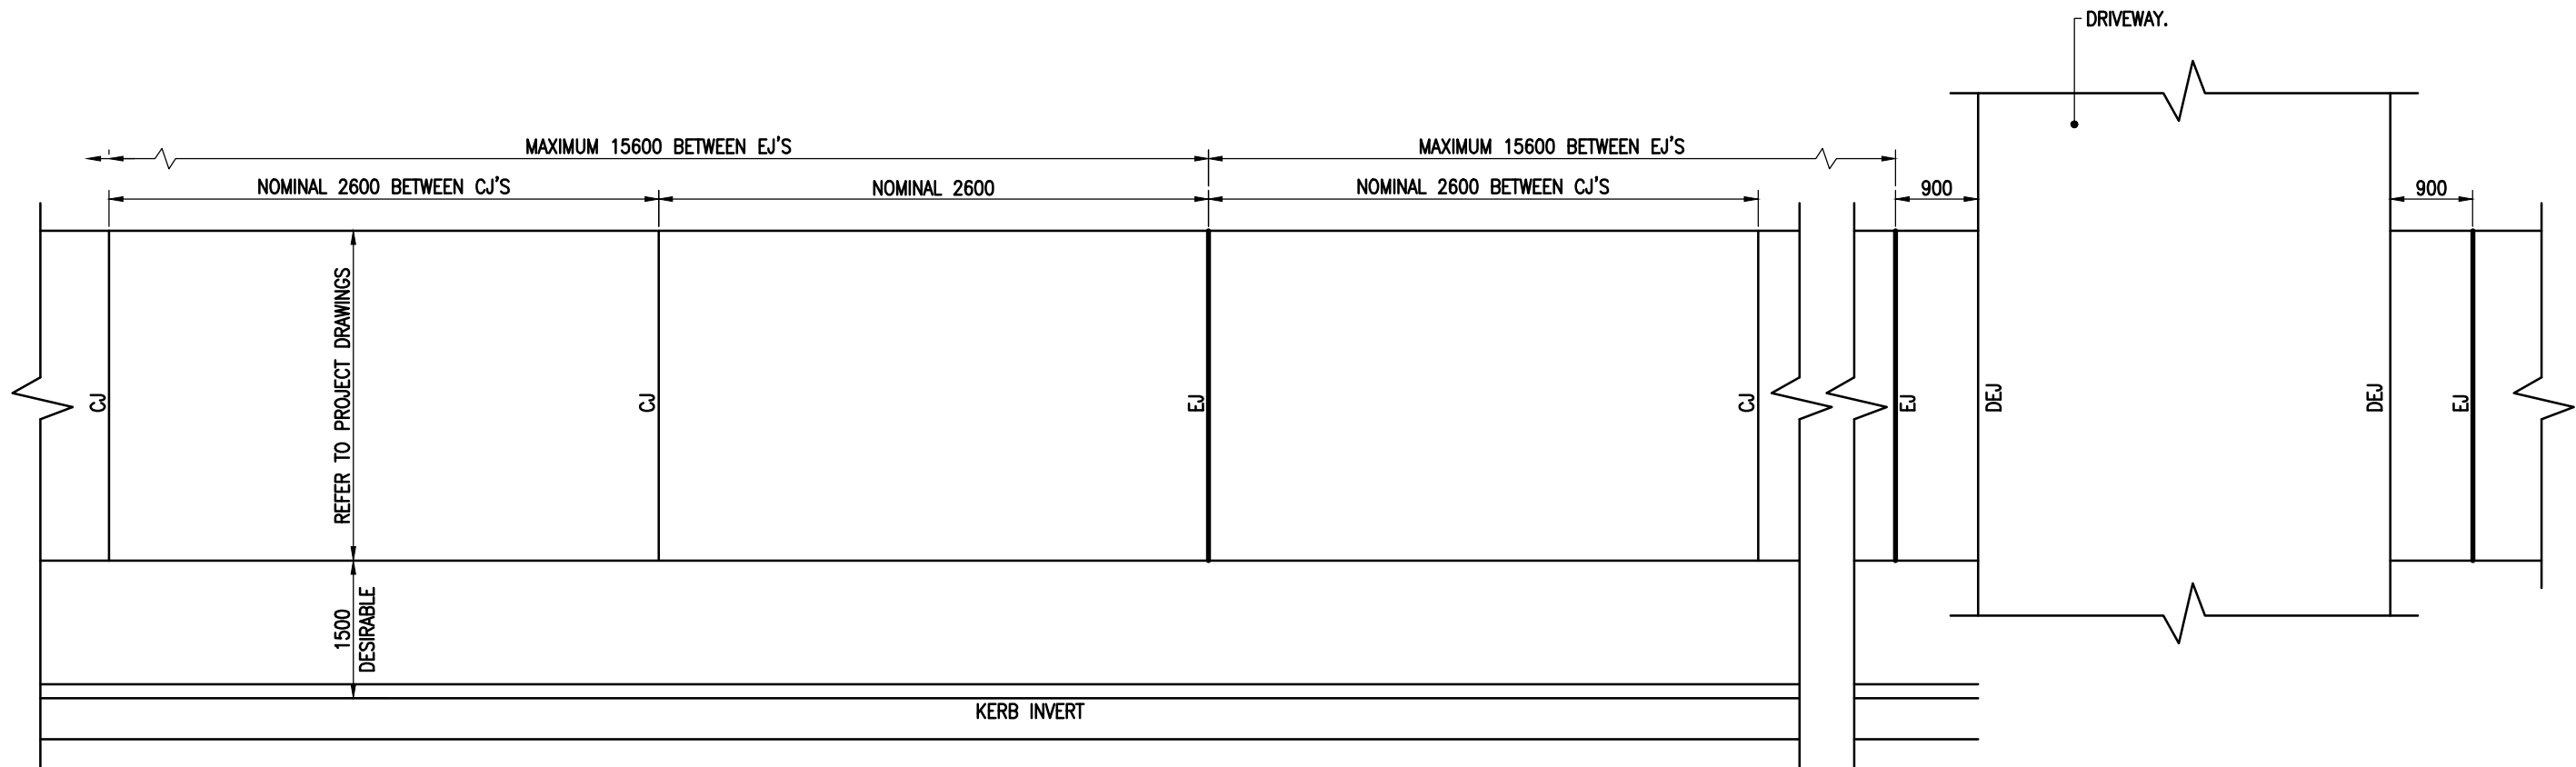 DRIVEWAY.
MAXIMUM 15600 BETWEEN EJ'S
MAXIMUM 15600 BETWEEN EJ'S
NOMINAL 2600 BETWEEN CJ'S
NOMINAL 2600
NOMINAL 2600 BETWEEN CJ'S
900
900
CJ
REFER TO PROJECT DRAWINGS
CJ
EJ
CJ
EJ
DEJ
DEJ
EJ
1500
DESIRABLE
KERB INVERT